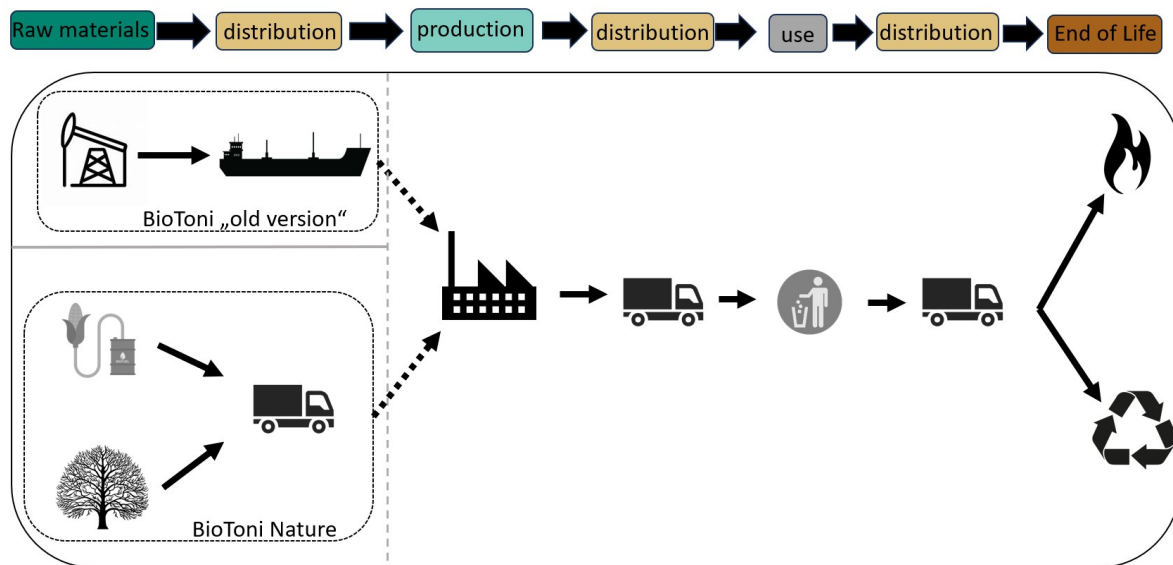 Raw materials
distribution
production
distribution
use
distribution
End of Life
BioToni „old version“
BioToni Nature